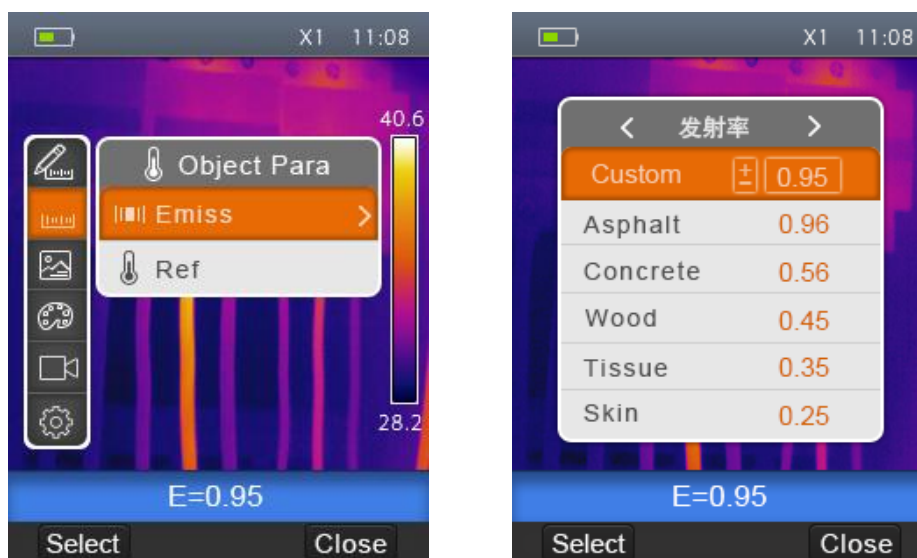 X1 11:08
40.6
Object Para
Emiss
Ref
28.2
E=0.95
Select Close
X1 11:08
发射率
Custom ± 0.95
Asphalt 0.96
Concrete 0.56
Wood 0.45
Tissue 0.35
Skin 0.25
E=0.95
Select Close